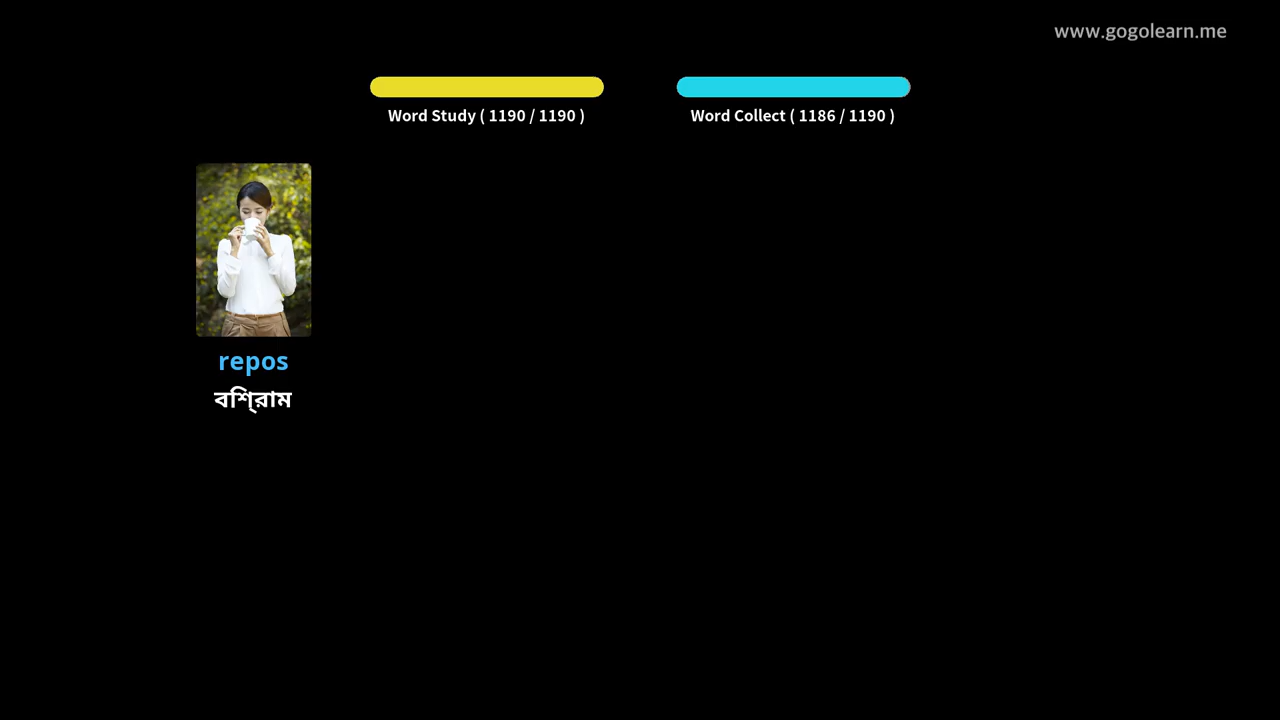 www.gogolearn.me
Word Study ( 1190 / 1190 )
Word Collect ( 1186 / 1190 )
repos
বিশ্রাম